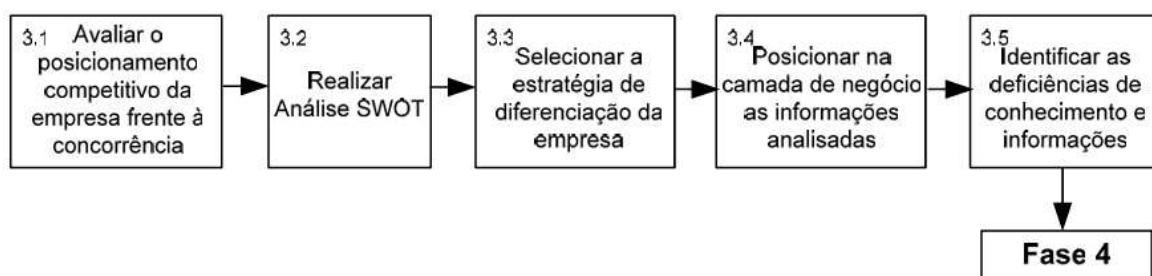 3.1 Avaliar o
posicionamento
competitivo da
empresa frente à
concorrência
3.2
Realizar
Análise SWOT
3.3
Selecionar a
estratégia de
diferenciação da
empresa
3.4
Posicionar na
camada de negócio
as informações
analisadas
3.5
Identificar as
deficiências de
conhecimento e
informações
Fase 4